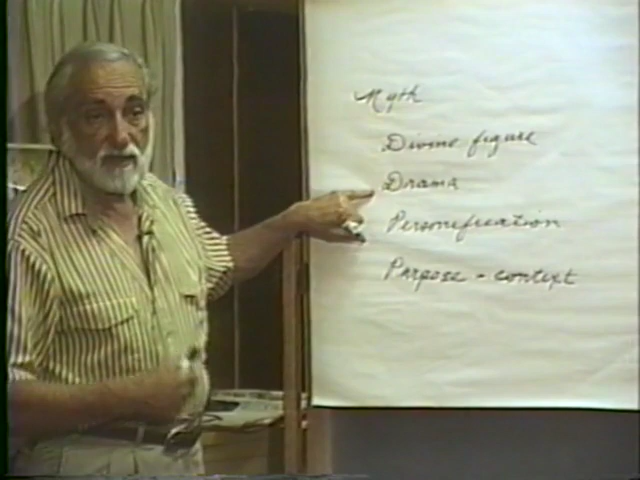 Myth
Divine figure
Drama
Personification
Purpose - context